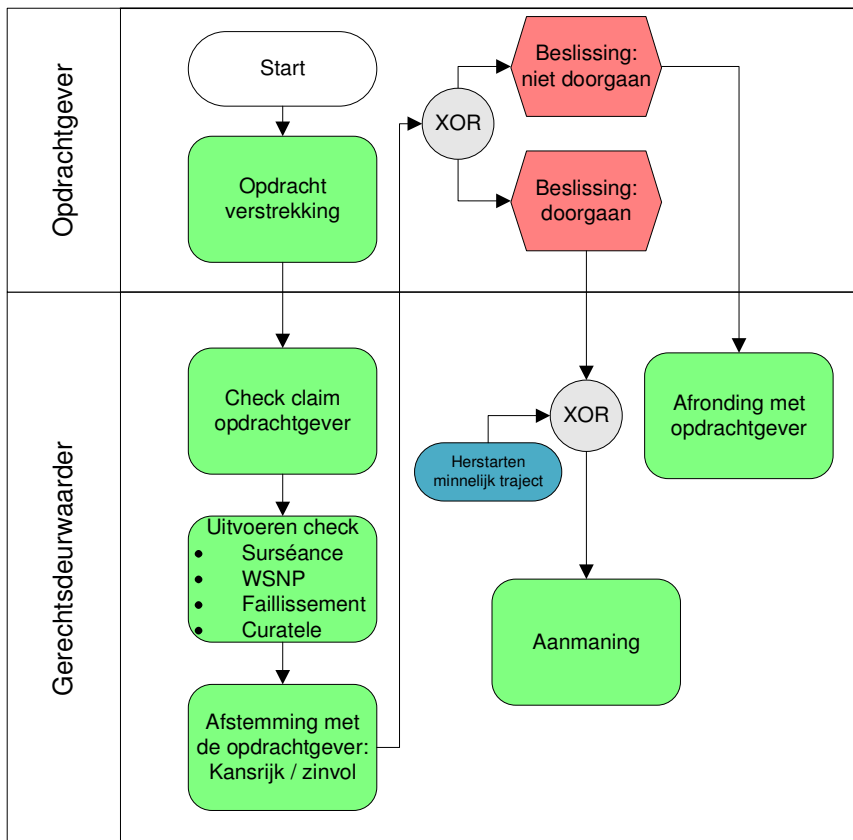 Opdrachtgever
Start
Opdracht
verstrekking
XOR
Beslissing:
niet doorgaan
Beslissing:
doorgaan
Gerechtsdeurwaarder
Check claim
opdrachtgever
Uitvoeren check
• Surséance
• WSNP
• Faillissement
• Curatele
Afstemming met
de opdrachtgever:
Kansrijk / zinvol
XOR
Herstarten
minnelijk traject
Aanmaning
Afronding met
opdrachtgever